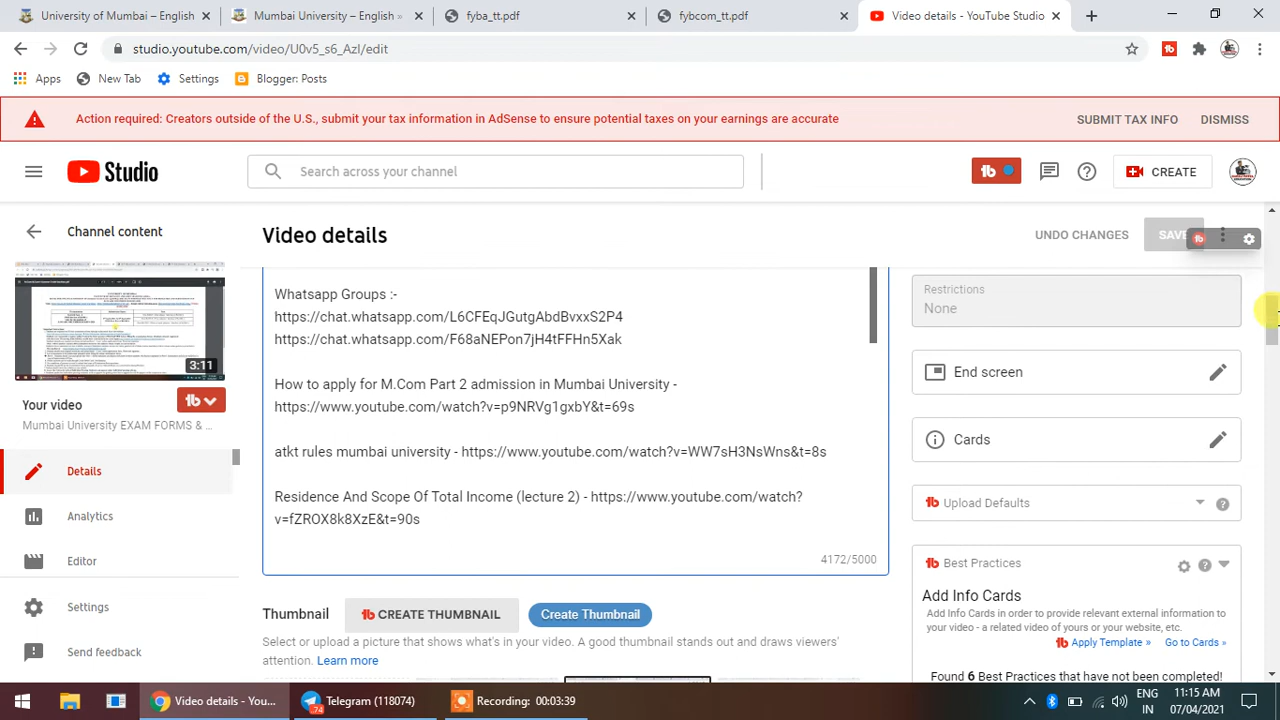 University of Mumbai – English
Mumbai University – English »
fyba_tt.pdf
fybcom_tt.pdf
Video details - YouTube Studio
studio.youtube.com/video/U0v5_s6_AzI/edit
Apps
New Tab
Settings
Blogger: Posts
Action required: Creators outside of the U.S., submit your tax information in AdSense to ensure potential taxes on your earnings are accurate
SUBMIT TAX INFO
DISMISS
Studio
Search across your channel
CREATE
Channel content
Video details
UNDO CHANGES
SAVE
3:11
Your video
Mumbai University EXAM FORMS & ...
Details
Analytics
Editor
Settings
Send feedback
Whatsapp Groups :-
https://chat.whatsapp.com/L6CFEqJGutgAbdBvxxS2P4
https://chat.whatsapp.com/F68aNEPon7jH4tFFHn5Xak
How to apply for M.Com Part 2 admission in Mumbai University -
https://www.youtube.com/watch?v=p9NRVg1gxbY&t=69s
atkt rules mumbai university - https://www.youtube.com/watch?v=WW7sH3NsWns&t=8s
Residence And Scope Of Total Income (lecture 2) - https://www.youtube.com/watch?
v=fZROX8k8XzE&t=90s
4172/5000
Thumbnail
CREATE THUMBNAIL
Create Thumbnail
Select or upload a picture that shows what's in your video. A good thumbnail stands out and draws viewers'
attention. Learn more
Restrictions
None
End screen
Cards
Upload Defaults
Best Practices
Add Info Cards
Add Info Cards in order to provide relevant external information to
your video - a related video of yours or your website, etc.
Apply Template »
Go to Cards »
Found 6 Best Practices that have not been completed!
Video details - You...
Telegram (118074)
Recording: 00:03:39
ENG
IN
11:15 AM
07/04/2021